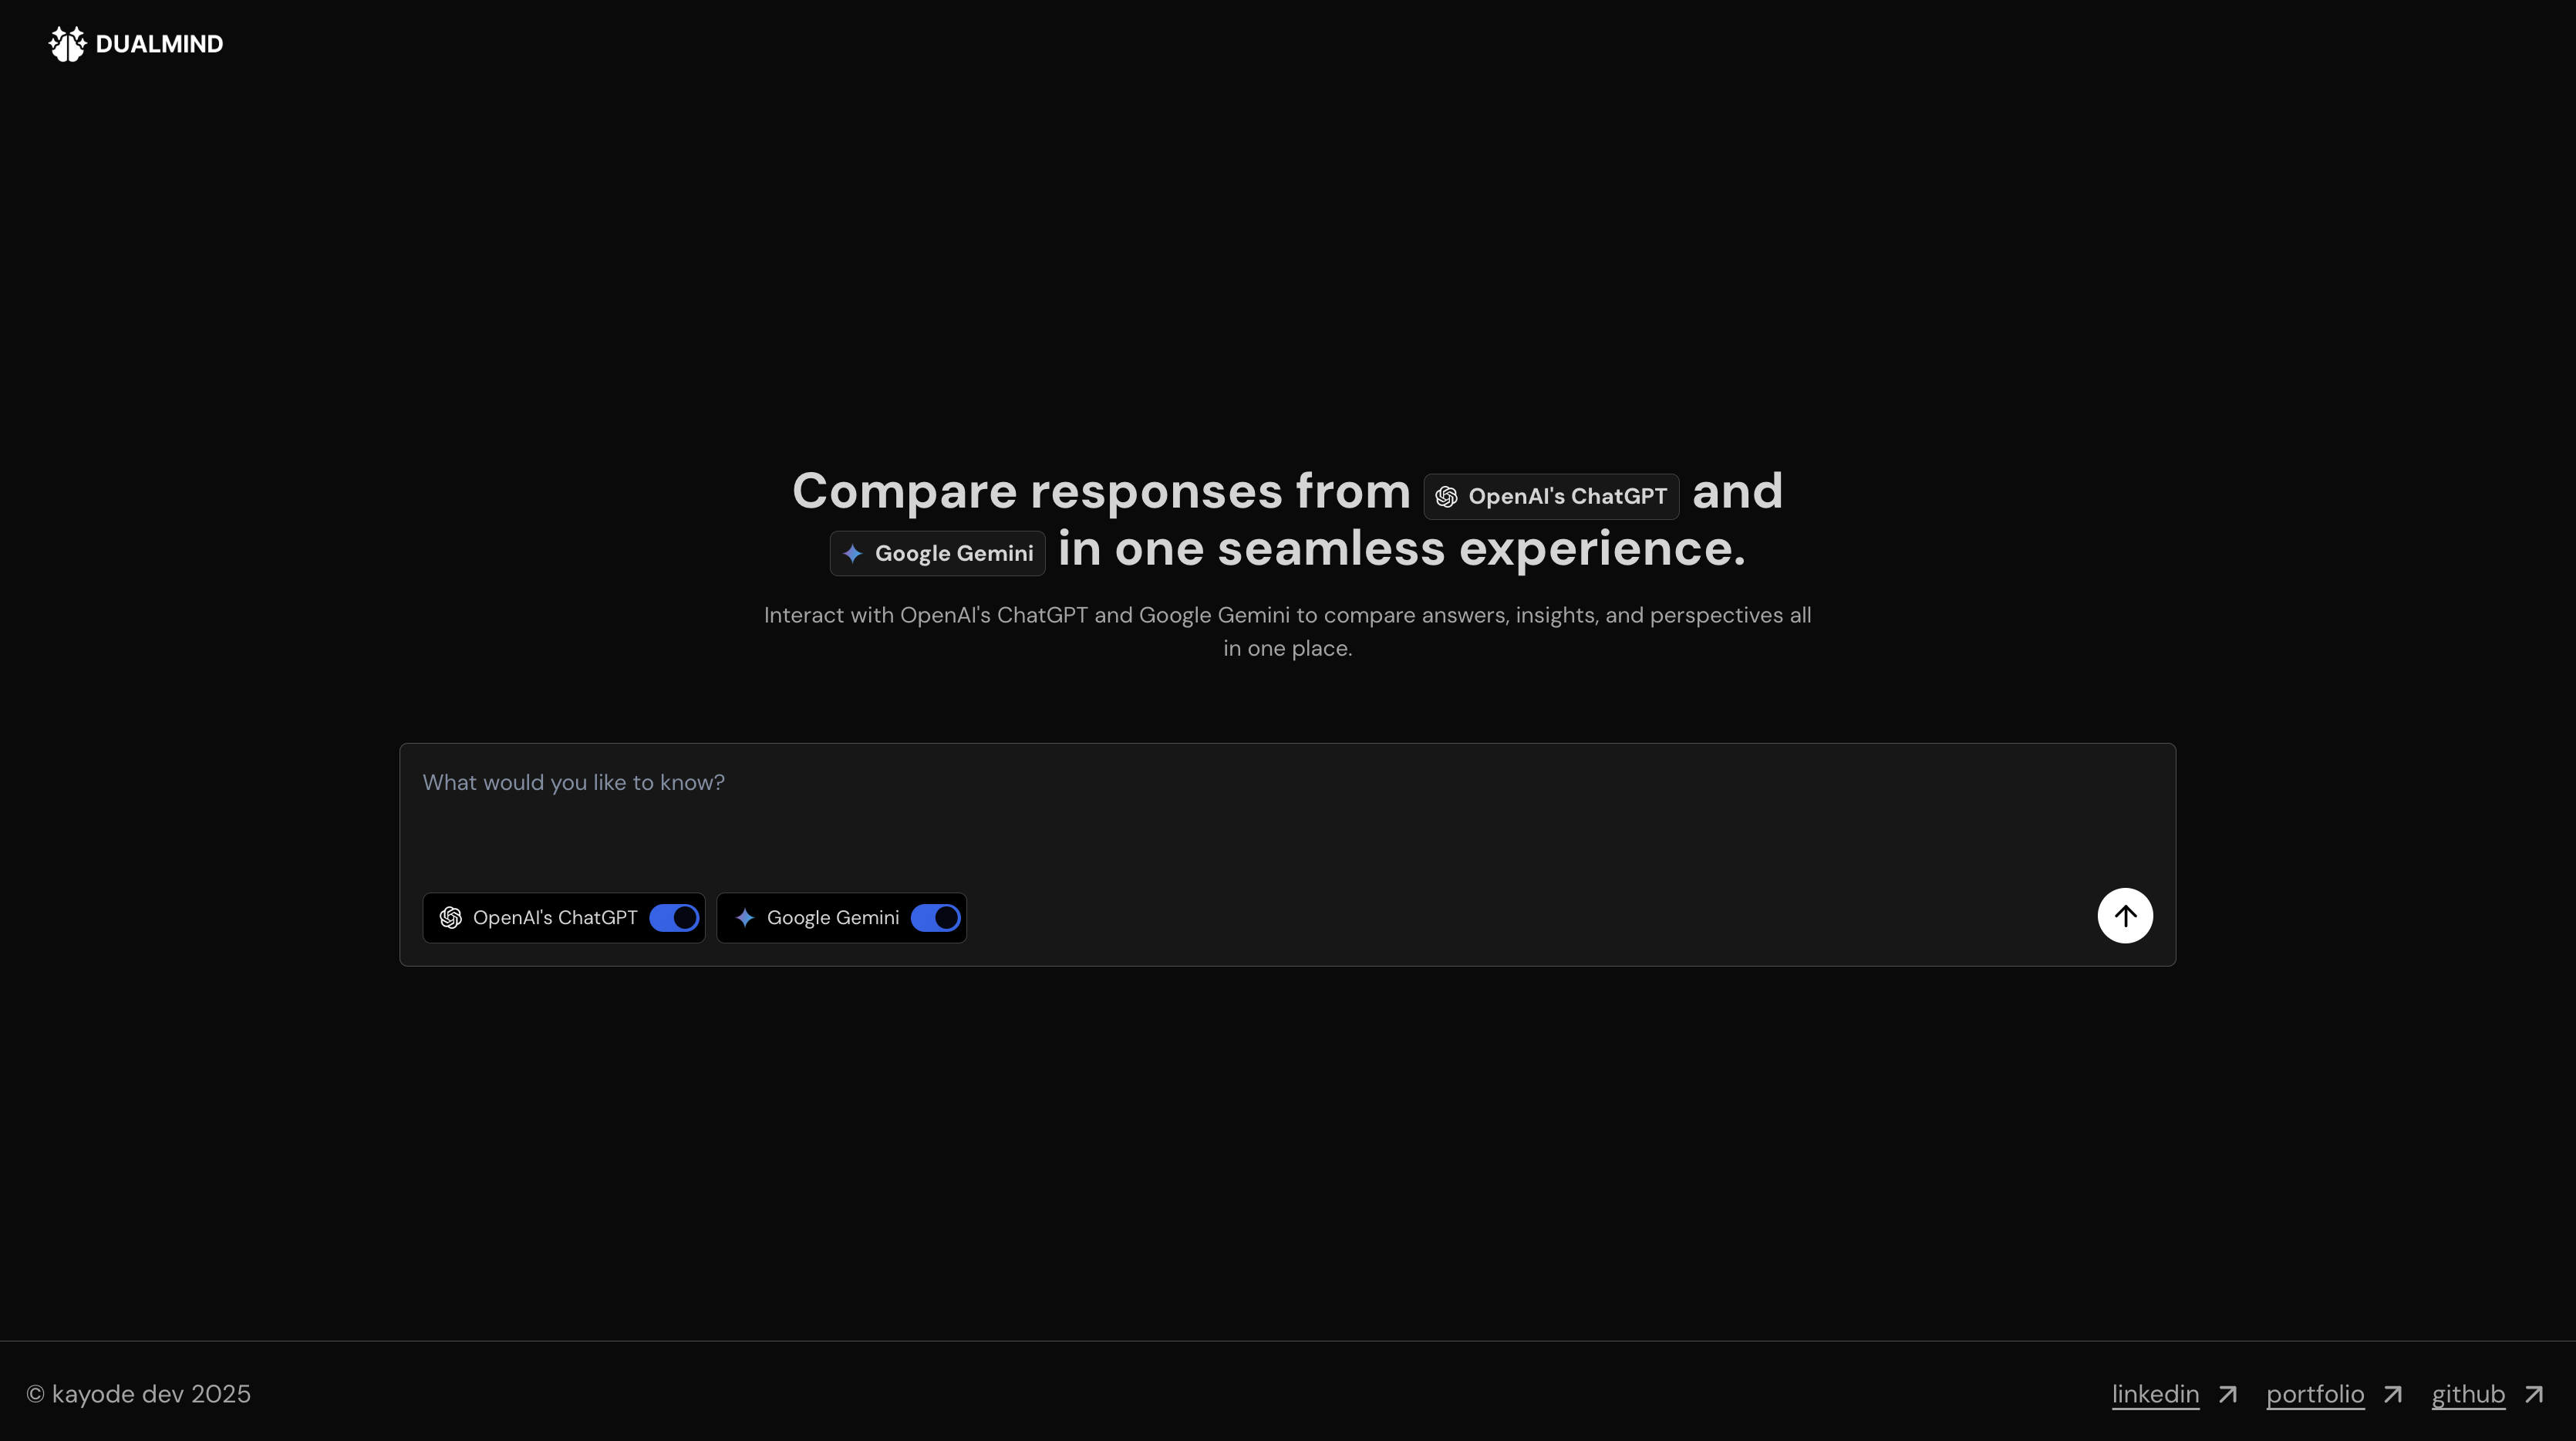 DUALMIND
Compare responses from OpenAI's ChatGPT and
Google Gemini in one seamless experience.
Interact with OpenAI's ChatGPT and Google Gemini to compare answers, insights, and perspectives all
in one place.
What would you like to know?
OpenAI's ChatGPT Google Gemini
© kayode dev 2025 linkedin portfolio github